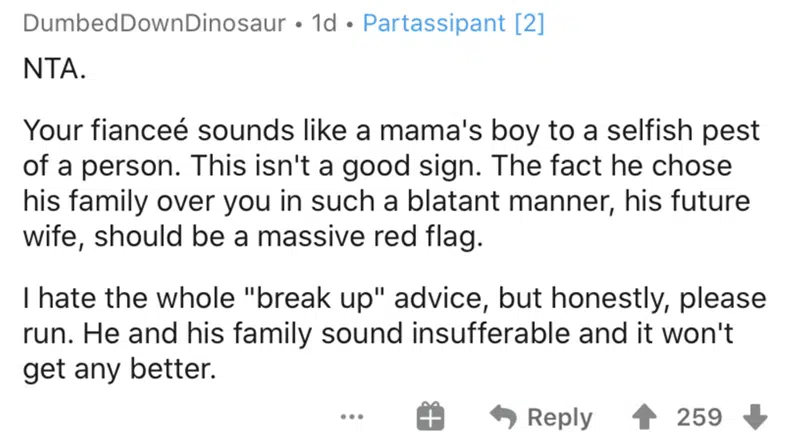 DumbedDownDinosaur • 1d • Partassipant [2]
NTA.
Your fianceé sounds like a mama's boy to a selfish pest
of a person. This isn't a good sign. The fact he chose
his family over you in such a blatant manner, his future
wife, should be a massive red flag.
I hate the whole "break up" advice, but honestly, please
run. He and his family sound insufferable and it won't
get any better.
... Reply 259